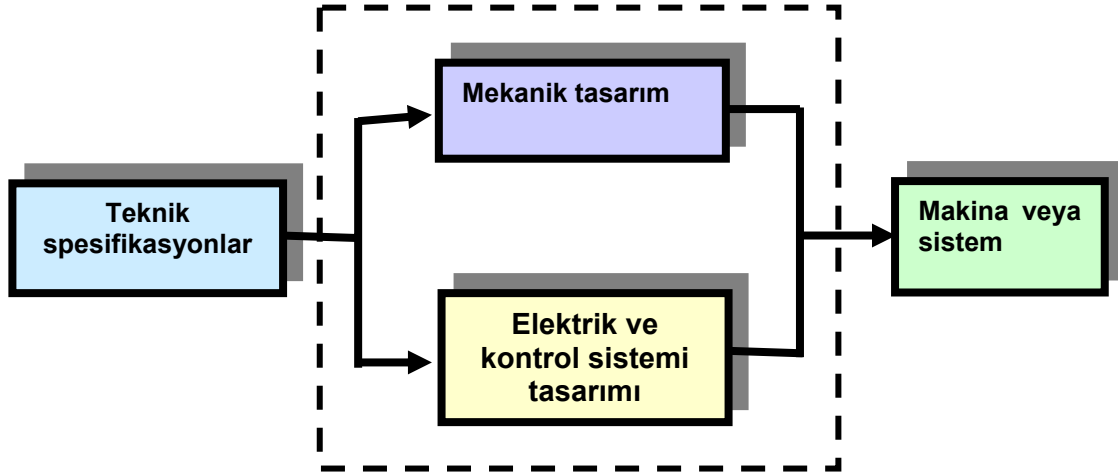 Mekanik tasarım
Teknik
spesifikasyonlar
Makina veya
sistem
Elektrik ve
kontrol sistemi
tasarımı